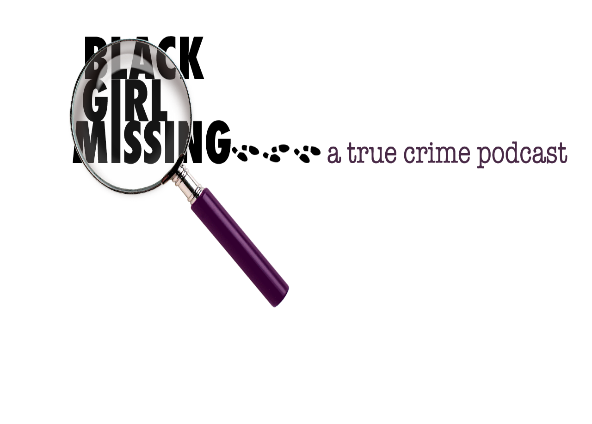 BLACK
GIRL
MISSING
a true crime podcast